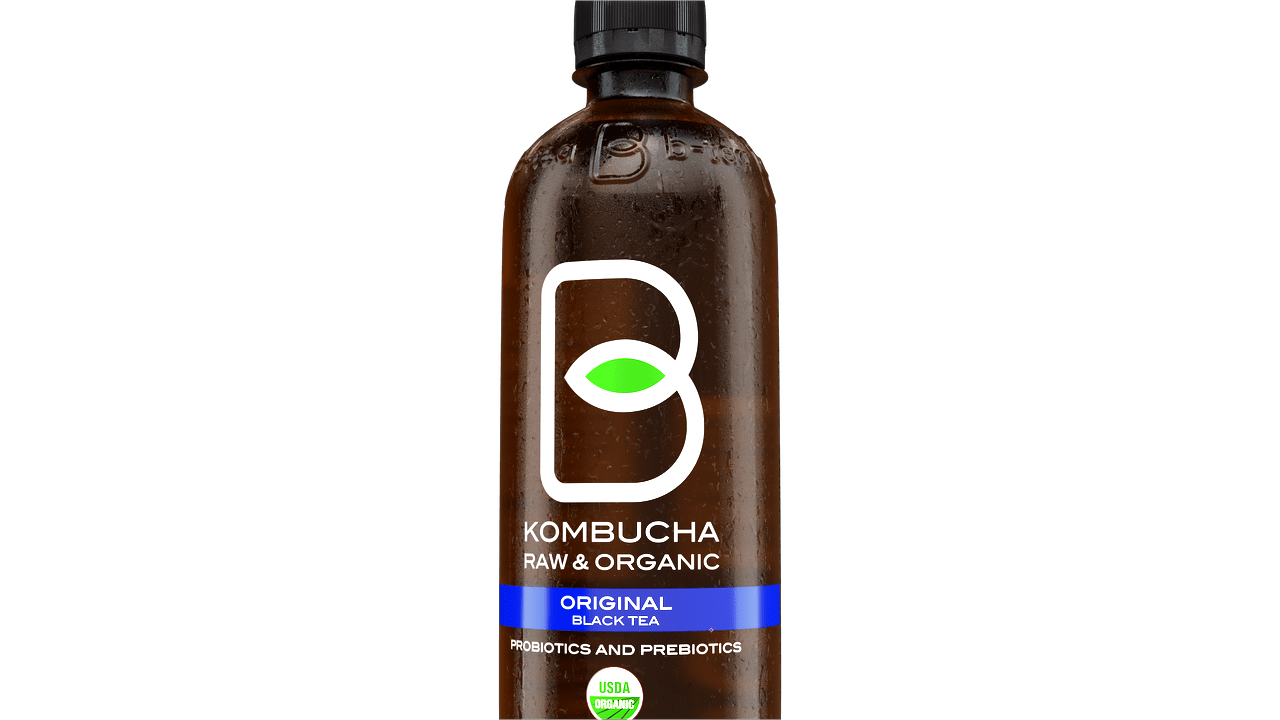 B
KOMBUCHA
RAW & ORGANIC
ORIGINAL
BLACK TEA
PROBIOTICS AND PREBIOTICS
USDA
ORGANIC